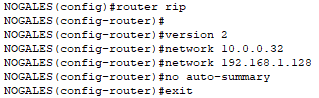 NOGALES(config)#router rip
NOGALES(config-router)#
NOGALES(config-router)#version 2
NOGALES(config-router)#network 10.0.0.32
NOGALES(config-router)#network 192.168.1.128
NOGALES(config-router)#no auto-summary
NOGALES(config-router)#exit